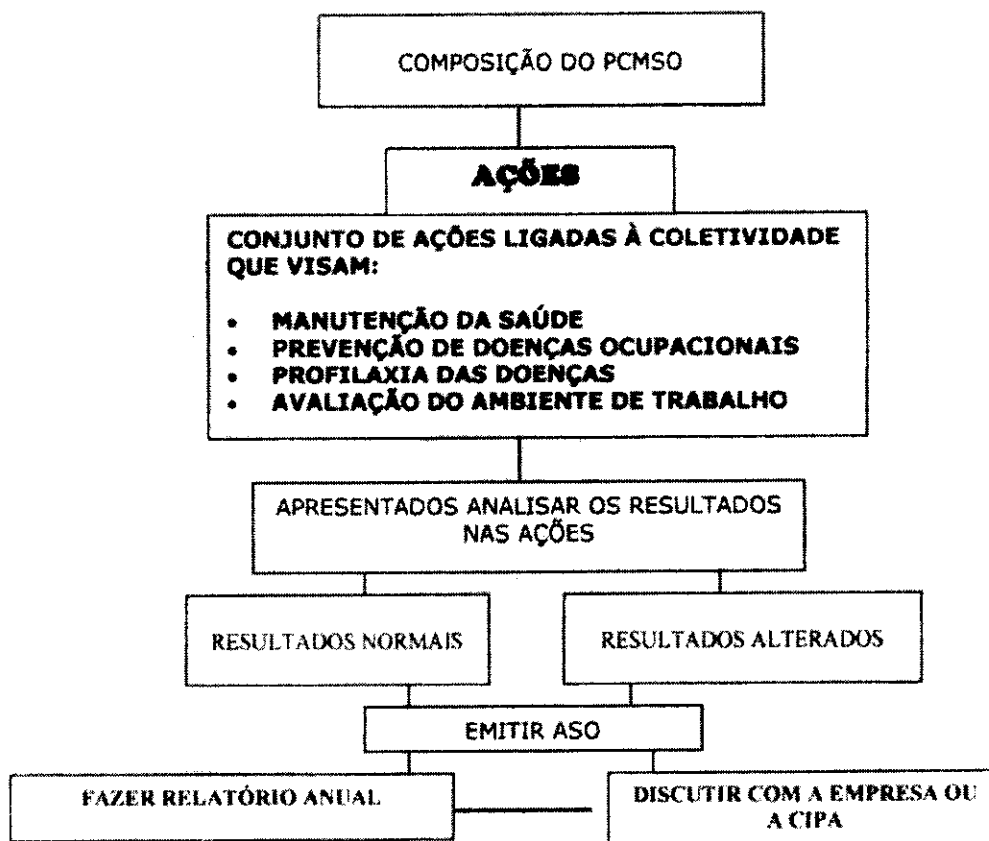 COMPOSIÇÃO DO PCMSO
AÇÕES
CONJUNTO DE AÇÕES LIGADAS À COLETIVIDADE
QUE VISAM:
• MANUTENÇÃO DA SAÚDE
• PREVENÇÃO DE DOENÇAS OCUPACIONAIS
• PROFILAXIA DAS DOENÇAS
• AVALIAÇÃO DO AMBIENTE DE TRABALHO
APRESENTADOS ANALISAR OS RESULTADOS
NAS AÇÕES
RESULTADOS NORMAIS
RESULTADOS ALTERADOS
EMITIR ASO
FAZER RELATÓRIO ANUAL
DISCUTIR COM A EMPRESA OU
A CIPA